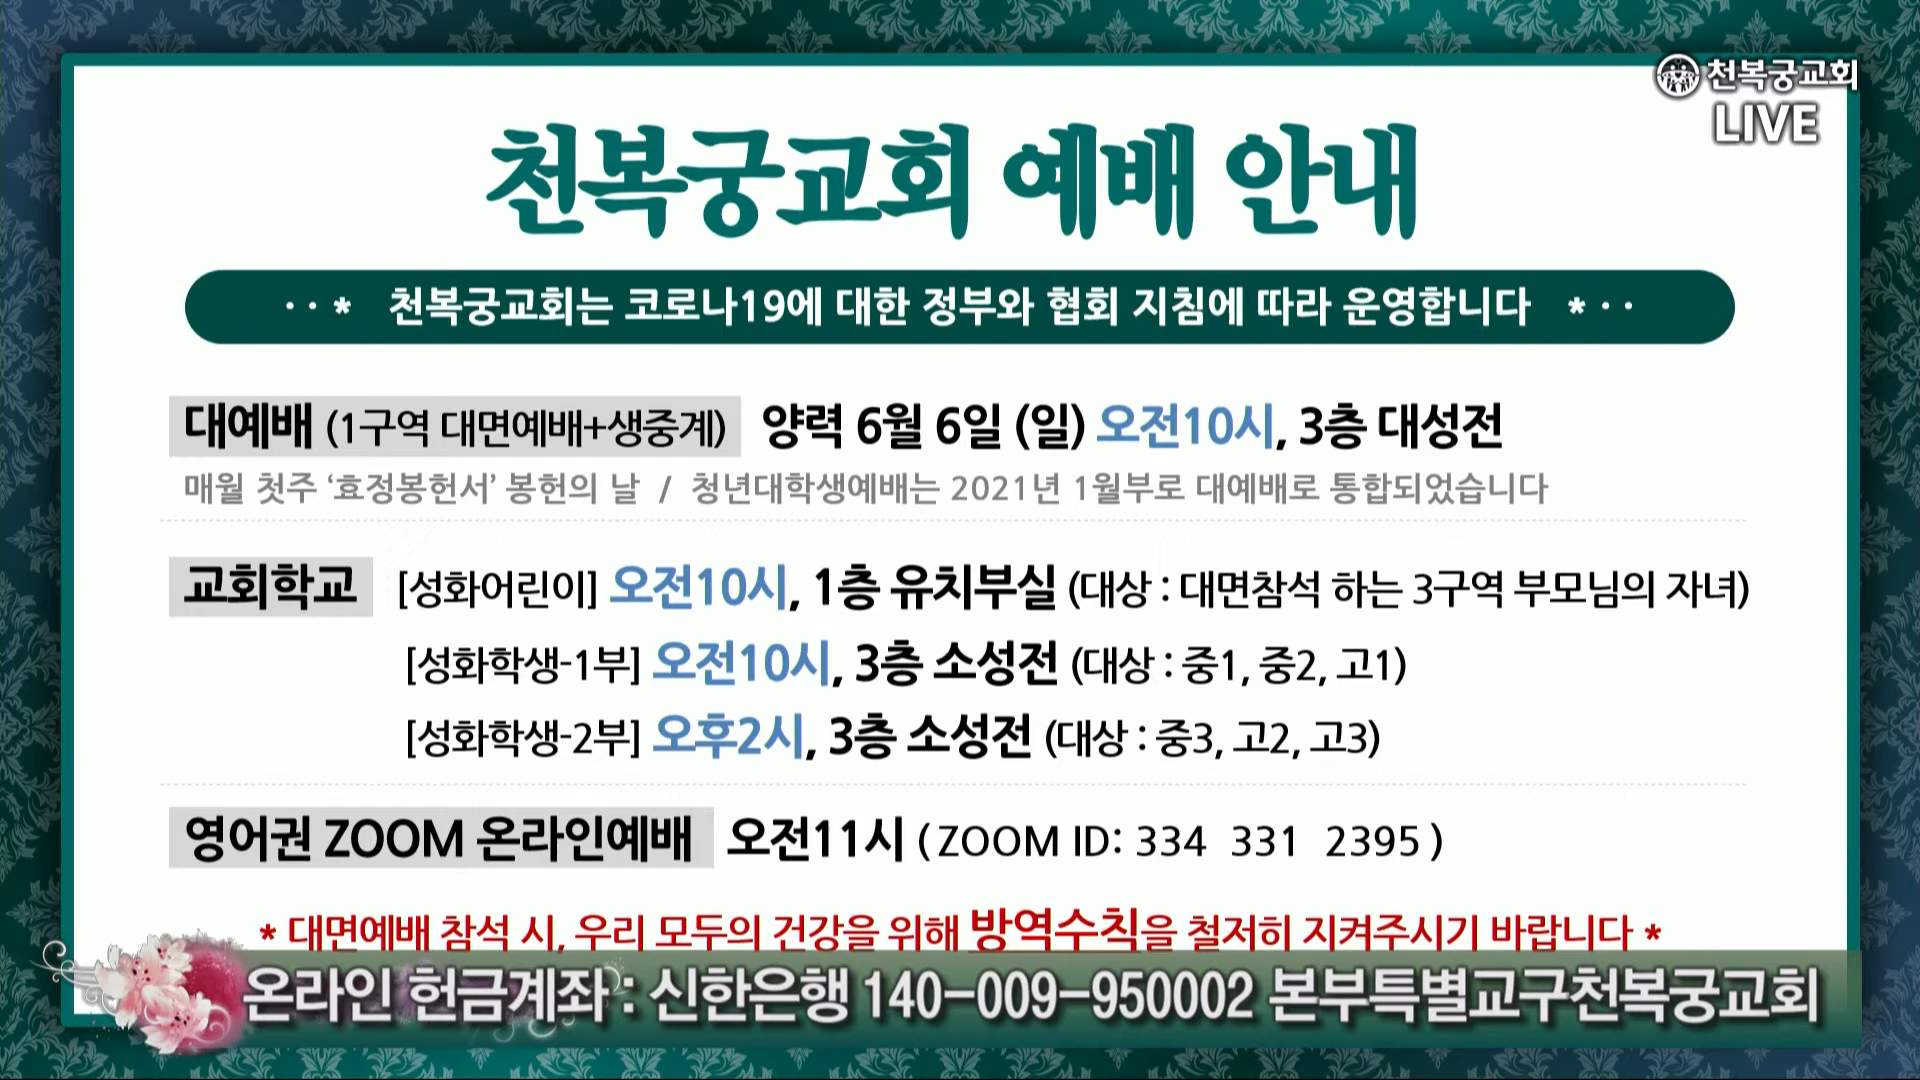 천복궁교회
LIVE
천복궁교회 예배 안내
· · * 천복궁교회는 코로나19에 대한 정부와 협회 지침에 따라 운영합니다 * · ·
대예배 (1구역 대면예배+생중계) 양력 6월 6일 (일) 오전10시, 3층 대성전
매월 첫주 ‘효정봉헌서’ 봉헌의 날 / 청년대학생예배는 2021년 1월부로 대예배로 통합되었습니다
교회학교 [성화어린이] 오전10시, 1층 유치부실 (대상 : 대면참석 하는 3구역 부모님의 자녀)
[성화학생-1부] 오전10시, 3층 소성전 (대상 : 중1, 중2, 고1)
[성화학생-2부] 오후2시, 3층 소성전 (대상 : 중3, 고2, 고3)
영어권 ZOOM 온라인예배 오전11시 ( ZOOM ID: 334 331 2395 )
* 대면예배 참석 시, 우리 모두의 건강을 위해 방역수칙을 철저히 지켜주시기 바랍니다 *
온라인 헌금계좌 : 신한은행 140-009-950002 본부특별교구천복궁교회